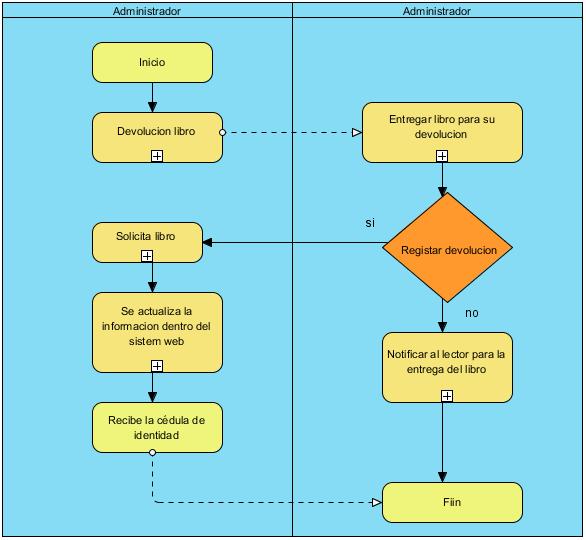 Administrador
Administrador
Inicio
Devolucion libro
Entregar libro para su
devolucion
si
Solicita libro
Registar devolucion
no
Se actualiza la
informacion dentro del
sistem web
Notificar al lector para la
entrega del libro
Recibe la cédula de
identidad
Fiin